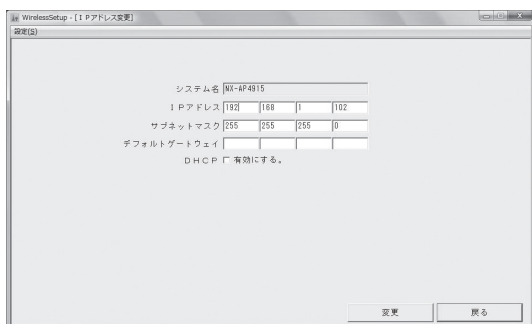 WirelessSetup - [ＩＰアドレス変更]
設定(S)
システム名 NX-AP4915
ＩＰアドレス 192 168 1 102
サブネットマスク 255 255 255 0
デフォルトゲートウェイ
ＤＨＣＰ 有効にする。
変更 戻る